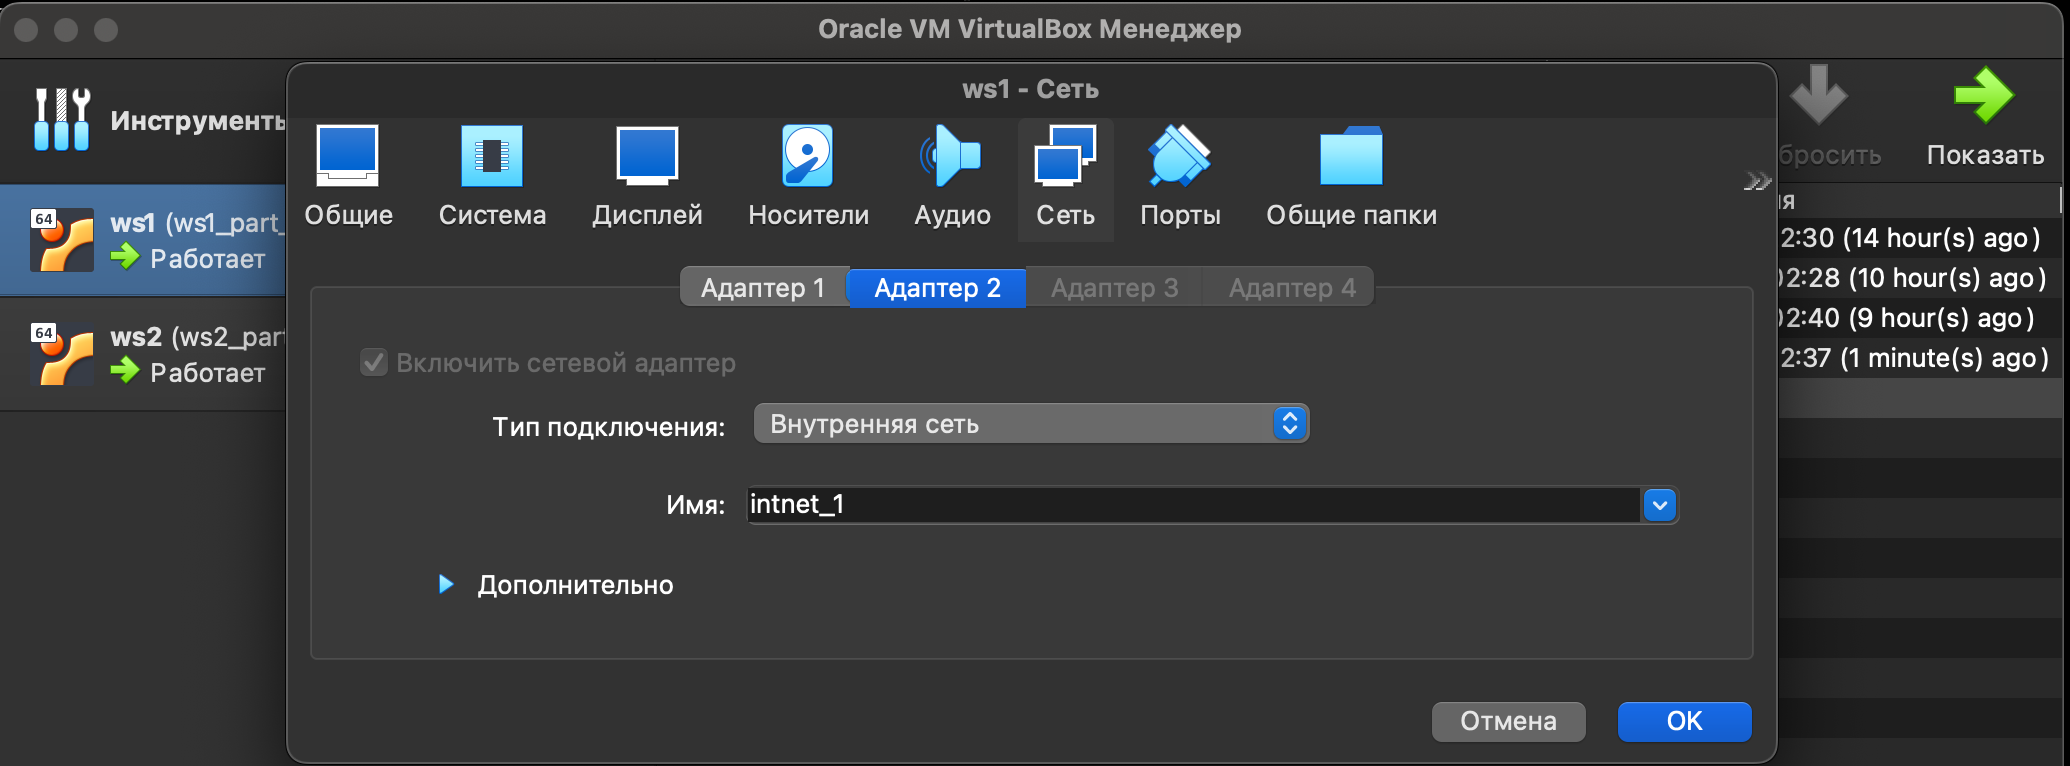 Oracle VM VirtualBox Менеджер
Инструменты
ws1 - Сеть
Показать
Общие
Система
Дисплей
Носители
Аудио
Сеть
Порты
Общие папки
64
ws1 (ws1_part_
Работает
64
ws2 (ws2_part
Работает
Адаптер 1
Адаптер 2
Адаптер 3
Адаптер 4
Включить сетевой адаптер
Тип подключения:
Внутренняя сеть
Имя:
intnet_1
Дополнительно
Отмена
OK
бросить
ия
2:30 (14 hour(s) ago)
02:28 (10 hour(s) ago)
02:40 (9 hour(s) ago)
2:37 (1 minute(s) ago)